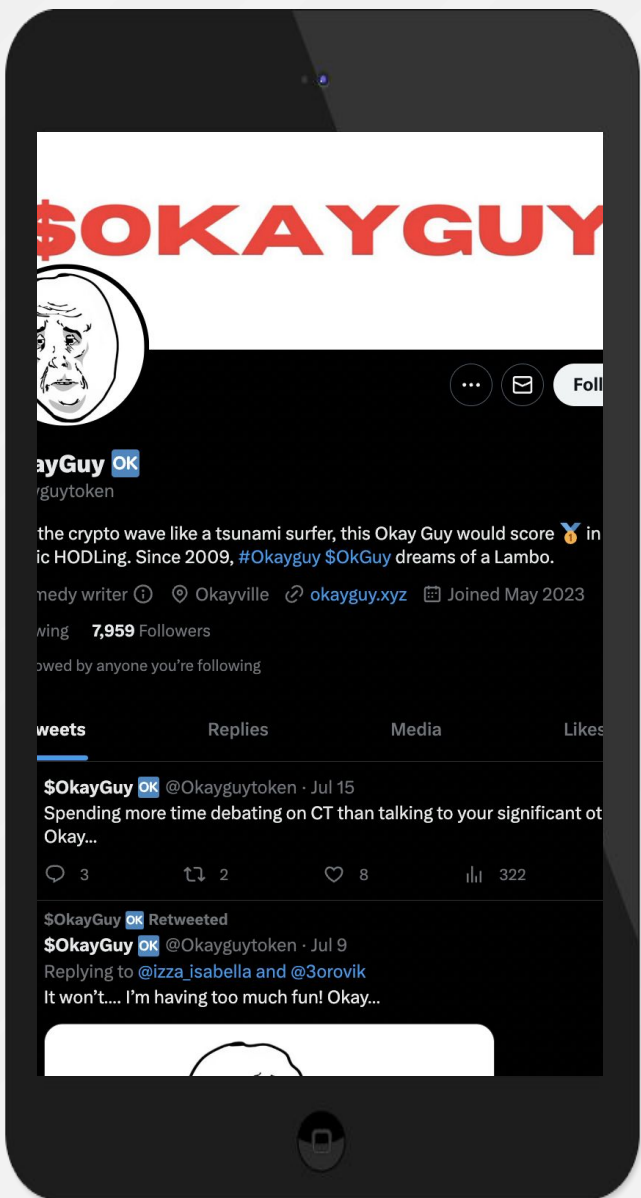 $OKAYGUY
Foll
ayGuy 🆗
yguytoken
the crypto wave like a tsunami surfer, this Okay Guy would score 🏅 in
ic HODLing. Since 2009, #Okayguy $OkGuy dreams of a Lambo.
medy writer Okayville okayguy.xyz Joined May 2023
wing 7,959 Followers
owed by anyone you're following
weets Replies Media Likes
$OkayGuy 🆗 @Okayguytoken · Jul 15
Spending more time debating on CT than talking to your significant ot
Okay...
3 2 8 322
$OkayGuy 🆗 Retweeted
$OkayGuy 🆗 @Okayguytoken · Jul 9
Replying to @izza_isabella and @3orovik
It won't.... I'm having too much fun! Okay...